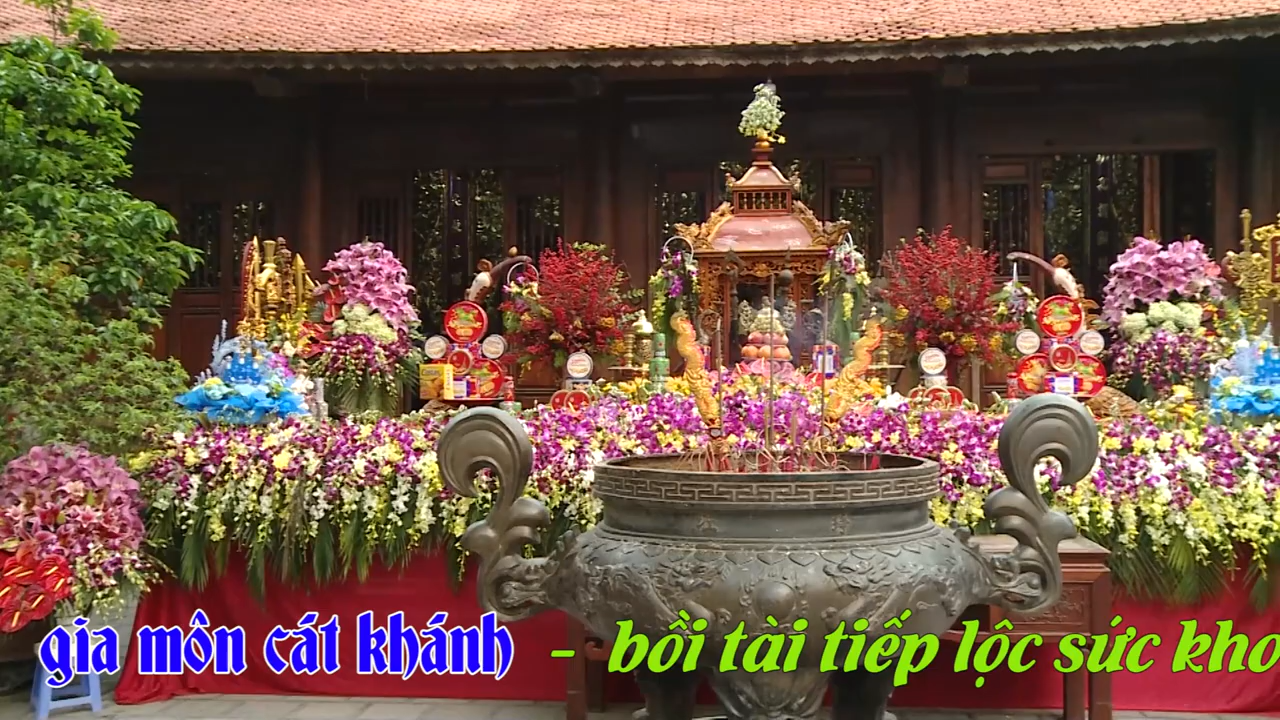 gia môn cát khánh - bồi tài tiếp lộc sức kho